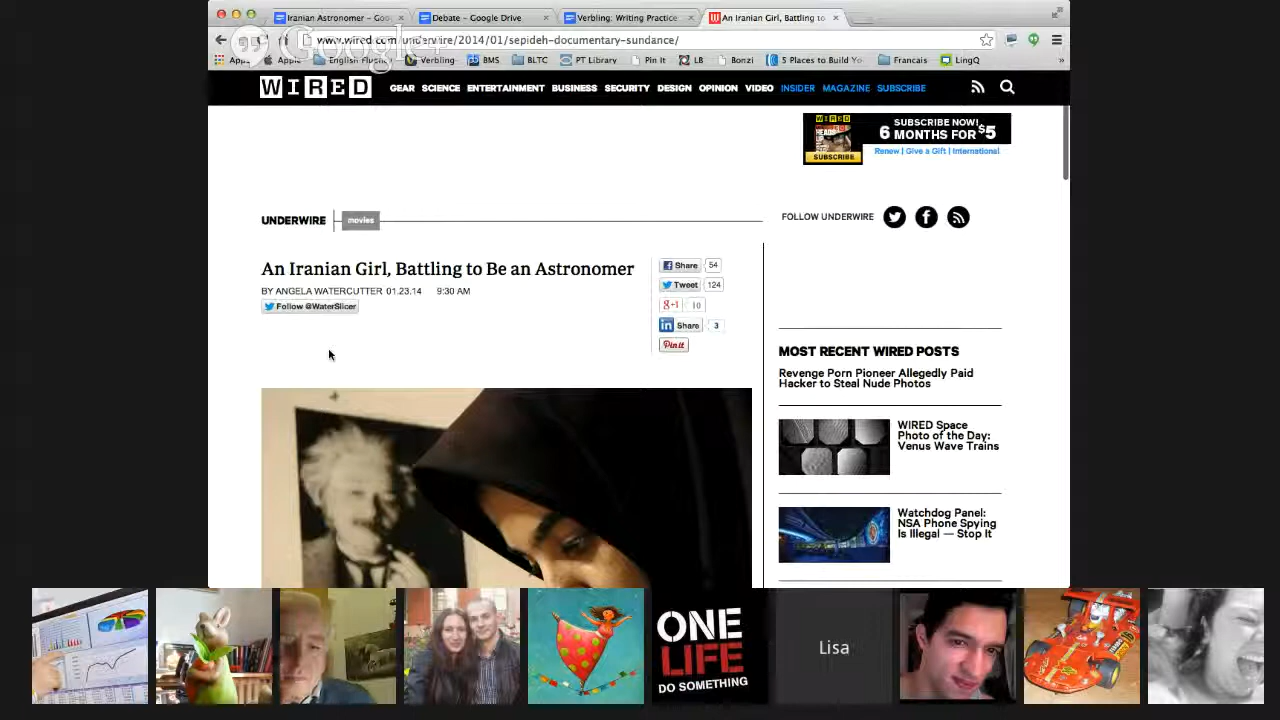 Iranian Astronomer – Goo
Debate – Google Drive
Verbling: Writing Practice
An Iranian Girl, Battling to
Google+
www.wired.com/underwire/2014/01/sepideh-documentary-sundance/
Apps
Apple
English Flus
Verbling
BMS
BLTC
PT Library
Pin It
LB
Bonzi
5 Places to Build Yo
Francais
LingQ
WIRED
GEAR SCIENCE ENTERTAINMENT BUSINESS SECURITY DESIGN OPINION VIDEO INSIDER MAGAZINE SUBSCRIBE
WIRED
SUBSCRIBE
SUBSCRIBE NOW!
6 MONTHS FOR $5
Renew | Give a Gift | International
UNDERWIRE
movies
FOLLOW UNDERWIRE
An Iranian Girl, Battling to Be an Astronomer
BY ANGELA WATERCUTTER 01.23.14 9:30 AM
Follow @WaterSlicer
Share 54
Tweet 124
g+1 10
in Share 3
Pin it
MOST RECENT WIRED POSTS
Revenge Porn Pioneer Allegedly Paid
Hacker to Steal Nude Photos
WIRED Space
Photo of the Day:
Venus Wave Trains
Watchdog Panel:
NSA Phone Spying
Is Illegal — Stop It
ONE
LIFE
DO SOMETHING
Lisa